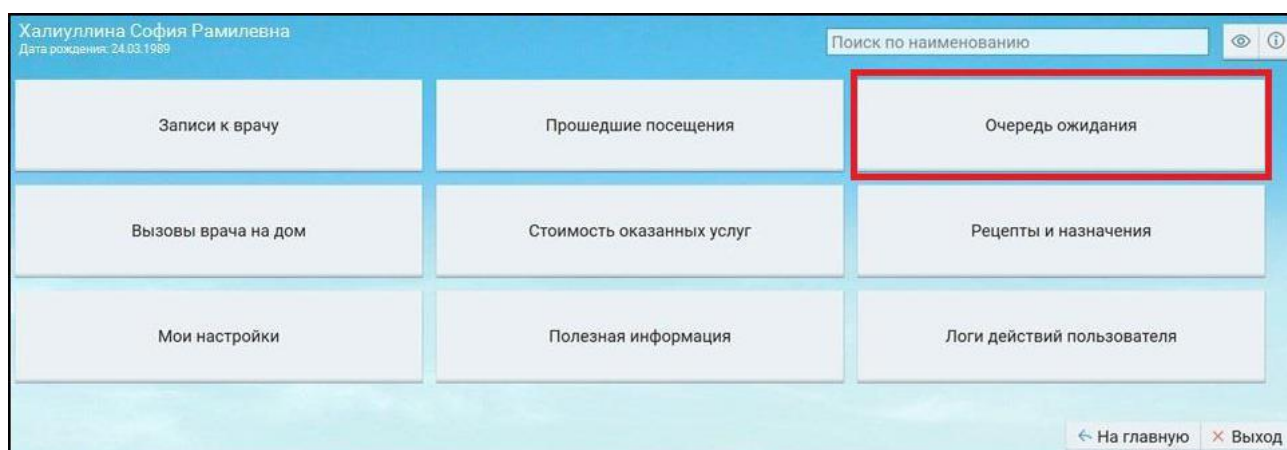 Халиуллина София Рамилевна
Дата рождения: 24.03.1989
Поиск по наименованию
Записи к врачу
Прошедшие посещения
Очередь ожидания
Вызовы врача на дом
Стоимость оказанных услуг
Рецепты и назначения
Мои настройки
Полезная информация
Логи действий пользователя
На главную
Выход